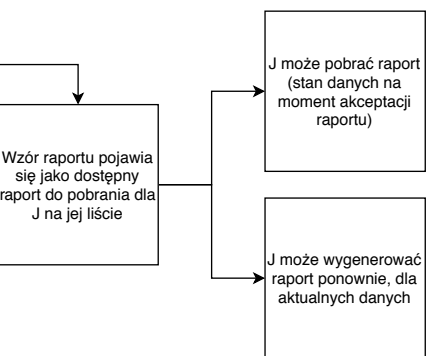 Wzór raportu pojawia
się jako dostępny
raport do pobrania dla
J na jej liście
J może pobrać raport
(stan danych na
moment akceptacji
raportu)
J może wygenerować
raport ponownie, dla
aktualnych danych